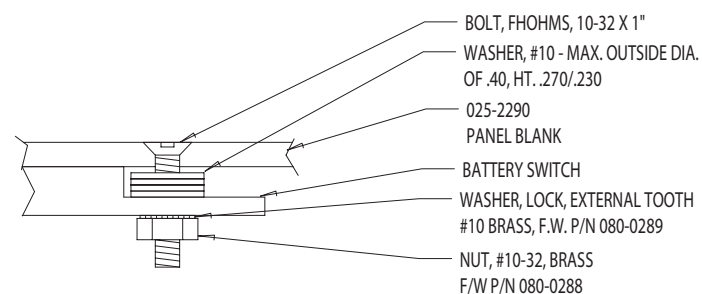 BOLT, FHOHMS, 10-32 X 1"
WASHER, #10 - MAX. OUTSIDE DIA.
OF .40, HT. .270/.230
025-2290
PANEL BLANK
BATTERY SWITCH
WASHER, LOCK, EXTERNAL TOOTH
#10 BRASS, F.W. P/N 080-0289
NUT, #10-32, BRASS
F/W P/N 080-0288